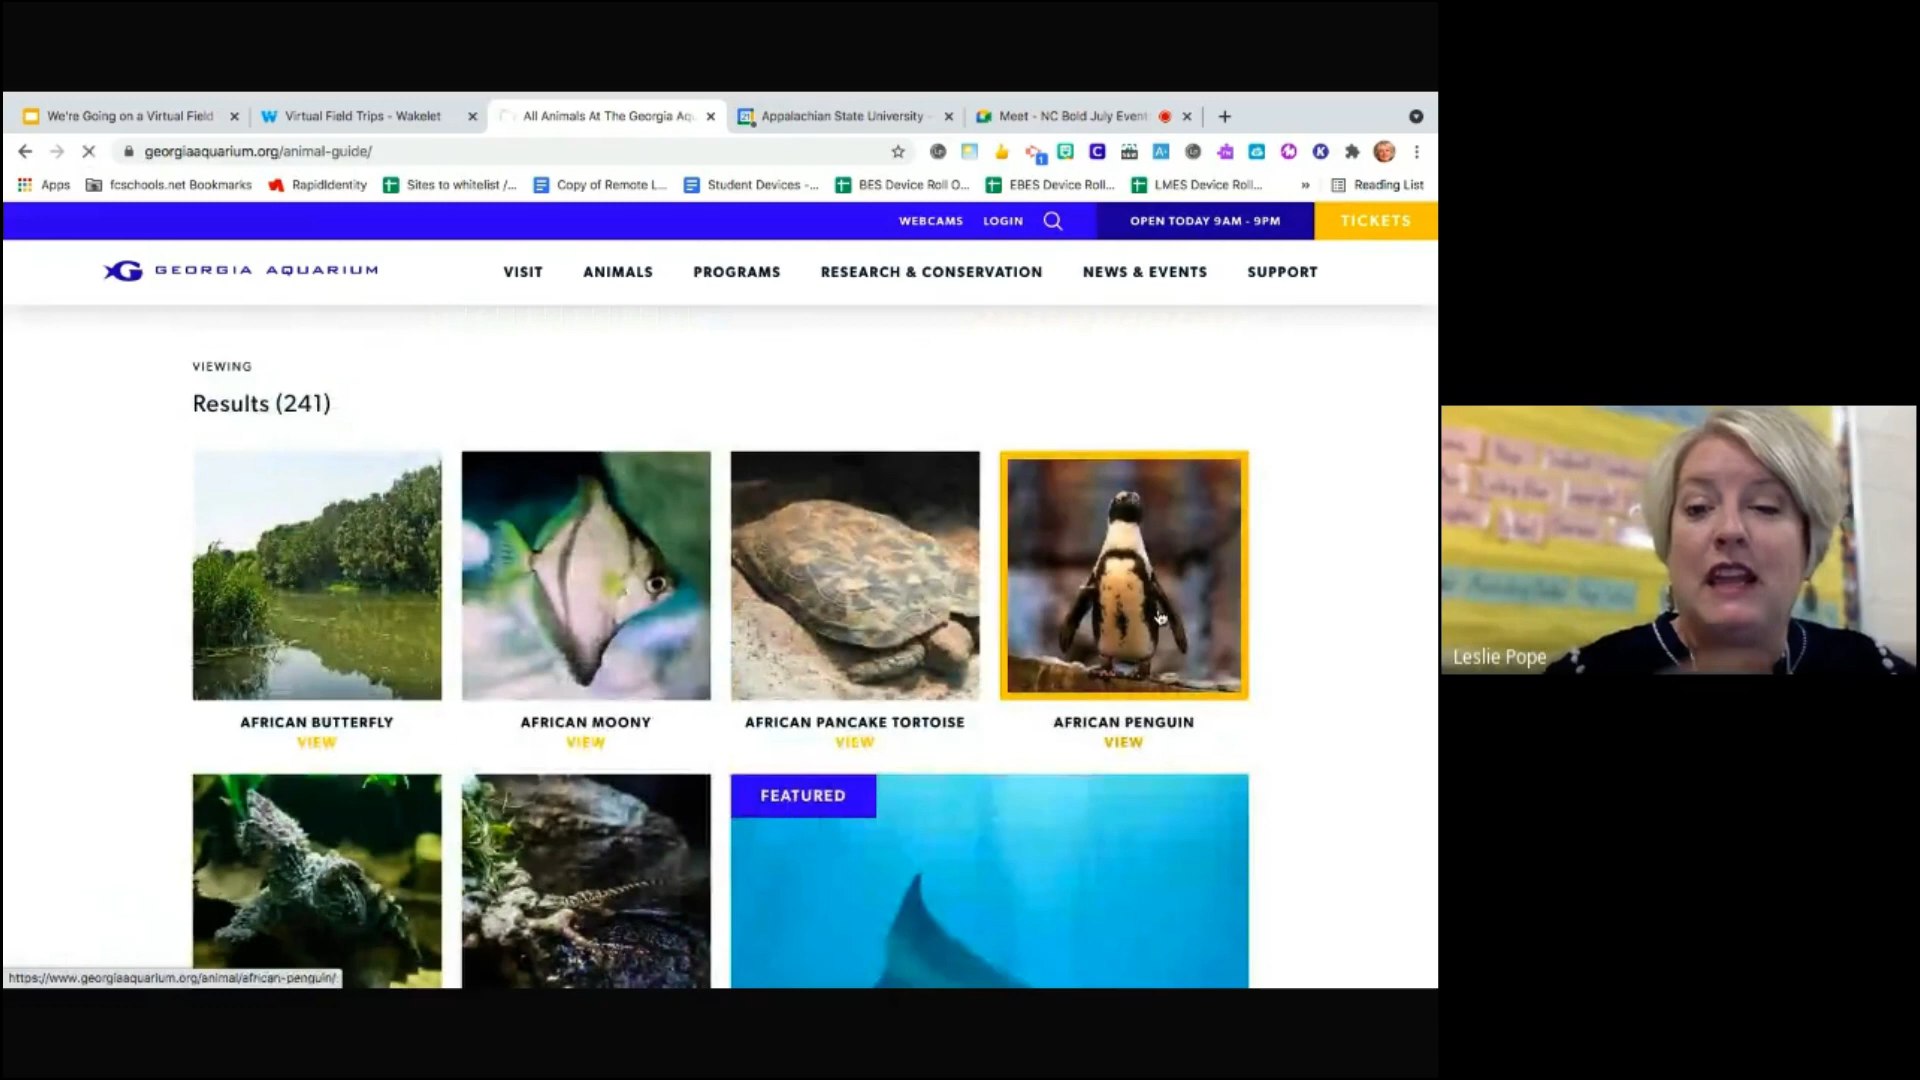 We're Going on a Virtual Field
Virtual Field Trips - Wakelet
All Animals At The Georgia Aq
Appalachian State University -
Meet - NC Bold July Event
georgiaaquarium.org/animal-guide/
Apps
fcschools.net Bookmarks
RapidIdentity
Sites to whitelist /...
Copy of Remote L...
Student Devices -...
BES Device Roll O...
EBES Device Roll...
LMES Device Roll...
»
Reading List
WEBCAMS
LOGIN
OPEN TODAY 9AM - 9PM
TICKETS
GEORGIA AQUARIUM
VISIT
ANIMALS
PROGRAMS
RESEARCH & CONSERVATION
NEWS & EVENTS
SUPPORT
VIEWING
Results (241)
AFRICAN BUTTERFLY
VIEW
AFRICAN MOONY
VIEW
AFRICAN PANCAKE TORTOISE
VIEW
AFRICAN PENGUIN
VIEW
FEATURED
https://www.georgiaaquarium.org/animal/african-penguin/
Leslie Pope